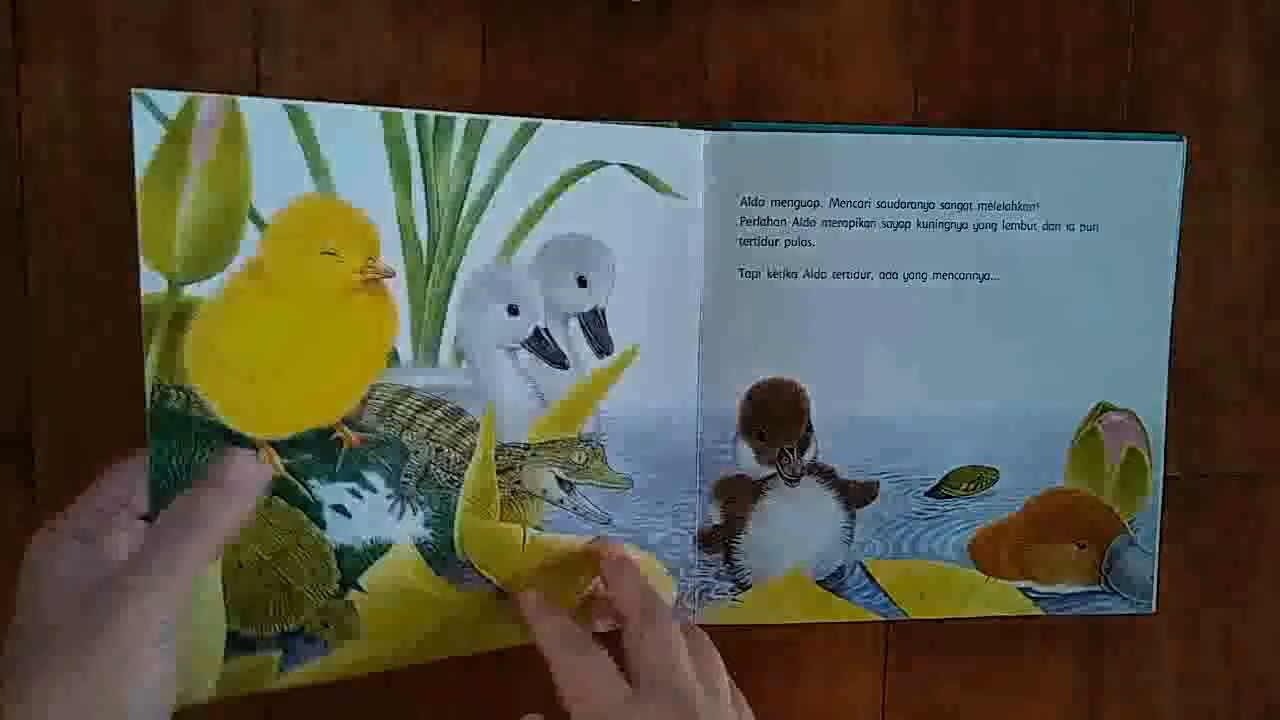 Aldo menguap. Mencari saudaranya sangat melelahkan!
Perlahan Aldo merapikan sayap kuningnya yang lembut dan ia pun
tertidur pulas.
Tapi ketika Aldo tertidur, ada yang mencarinya...